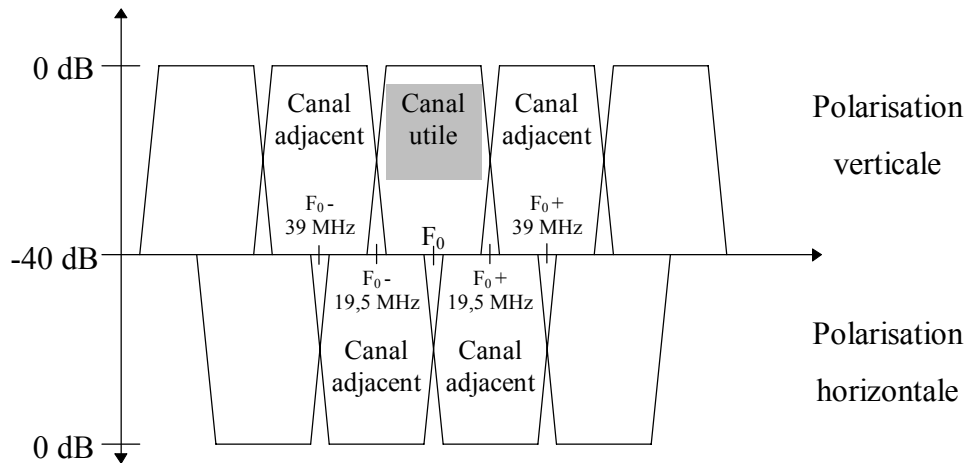 0 dB
Canal
adjacent
Canal
utile
Canal
adjacent
Polarisation
verticale
F₀ -
39 MHz
F₀ +
39 MHz
F₀
-40 dB
F₀ -
19,5 MHz
F₀ +
19,5 MHz
Canal
adjacent
Canal
adjacent
Polarisation
horizontale
0 dB